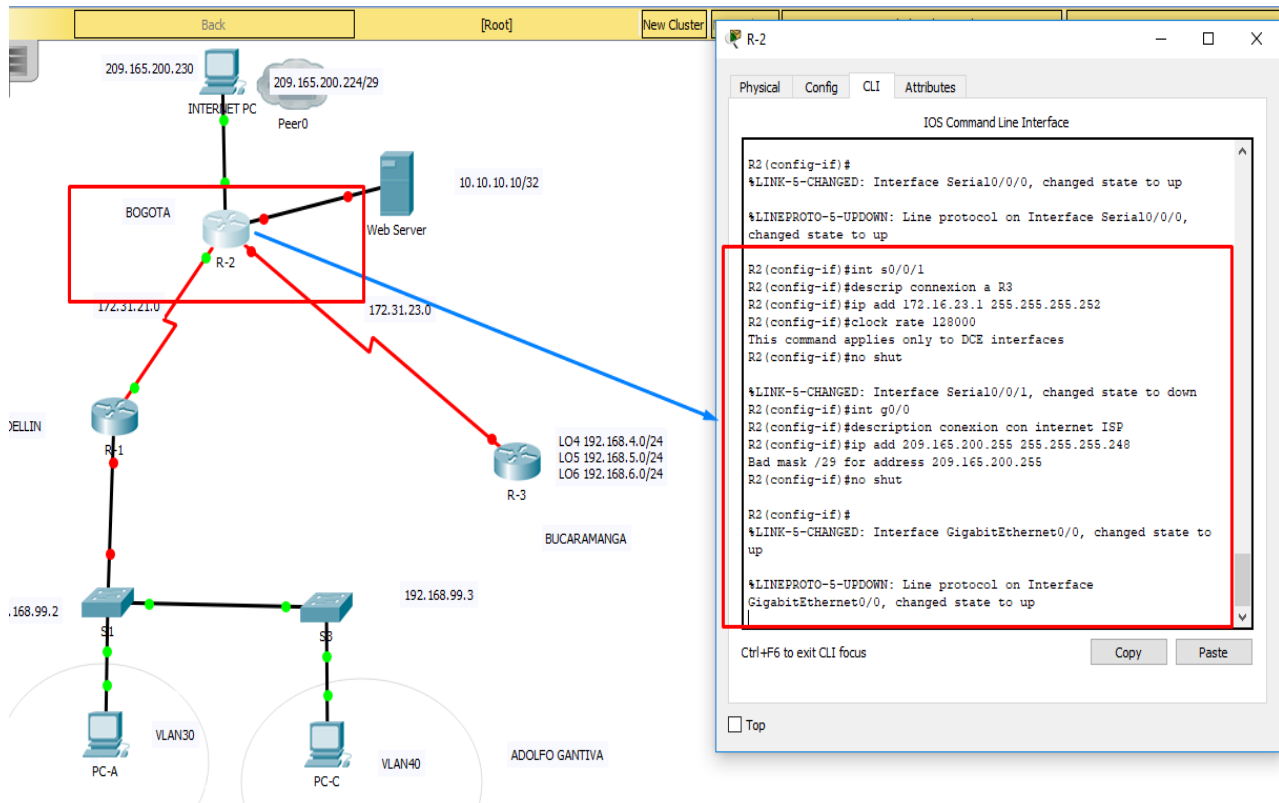 Back
[Root]
New Cluster
209.165.200.230
209.165.200.224/29
INTERNET PC
Peer0
10.10.10.10/32
BOGOTA
Web Server
R-2
172.31.21.0
172.31.23.0
R-1
LO4 192.168.4.0/24
LO5 192.168.5.0/24
LO6 192.168.6.0/24
R-3
BUCARAMANGA
192.168.99.3
.168.99.2
S1
S3
VLAN30
PC-A
VLAN40
PC-C
ADOLFO GANTIVA
R-2
Physical
Config
CLI
Attributes
IOS Command Line Interface
R2(config-if)#
%LINK-5-CHANGED: Interface Serial0/0/0, changed state to up
%LINEPROTO-5-UPDOWN: Line protocol on Interface Serial0/0/0,
changed state to up
R2(config-if)#int s0/0/1
R2(config-if)#descrip connexion a R3
R2(config-if)#ip add 172.16.23.1 255.255.255.252
R2(config-if)#clock rate 128000
This command applies only to DCE interfaces
R2(config-if)#no shut
%LINK-5-CHANGED: Interface Serial0/0/1, changed state to down
R2(config-if)#int g0/0
R2(config-if)#description conexion con internet ISP
R2(config-if)#ip add 209.165.200.255 255.255.255.248
Bad mask /29 for address 209.165.200.255
R2(config-if)#no shut
R2(config-if)#
%LINK-5-CHANGED: Interface GigabitEthernet0/0, changed state to
up
%LINEPROTO-5-UPDOWN: Line protocol on Interface
GigabitEthernet0/0, changed state to up
Ctrl+F6 to exit CLI focus
Copy
Paste
Top